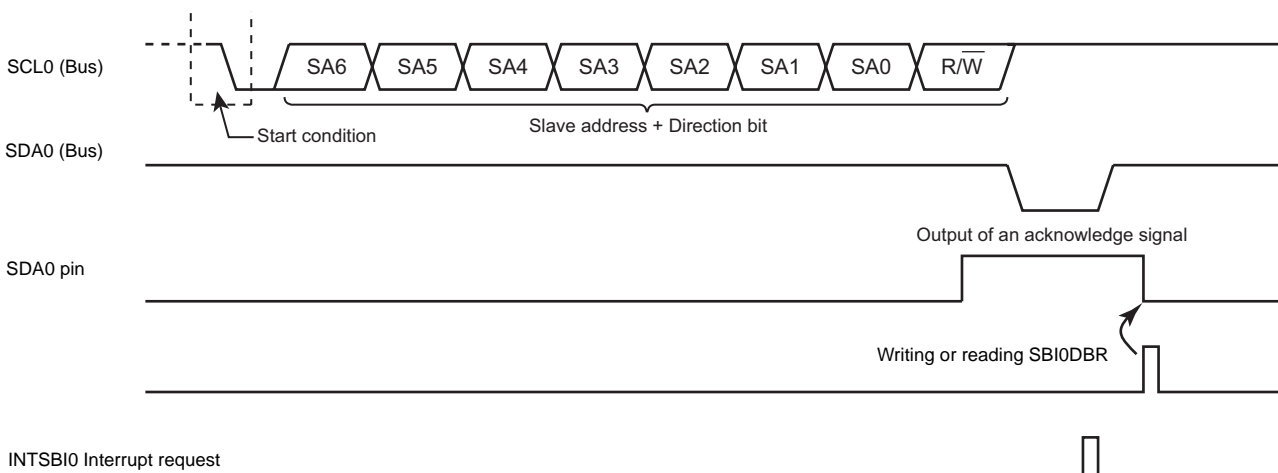 SCL0 (Bus)
SA6 SA5 SA4 SA3 SA2 SA1 SA0 R/W̅
Start condition
Slave address + Direction bit
SDA0 (Bus)
Output of an acknowledge signal
SDA0 pin
Writing or reading SBI0DBR
INTSBI0 Interrupt request